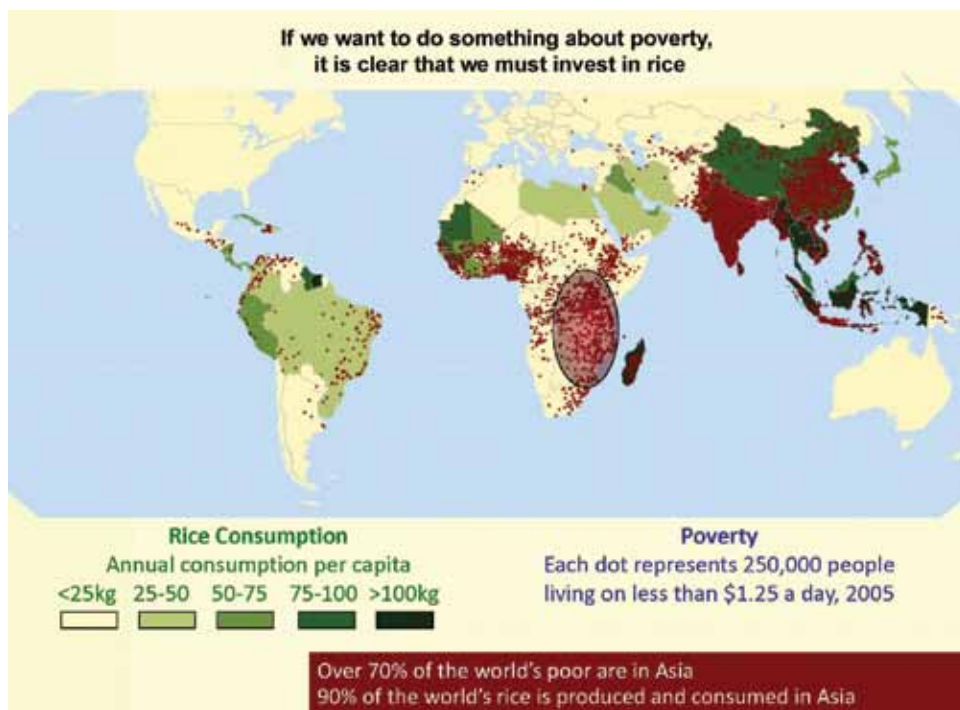 If we want to do something about poverty,
it is clear that we must invest in rice
Rice Consumption
Annual consumption per capita
<25kg 25-50 50-75 75-100 >100kg
Poverty
Each dot represents 250,000 people
living on less than $1.25 a day, 2005
Over 70% of the world's poor are in Asia
90% of the world's rice is produced and consumed in Asia